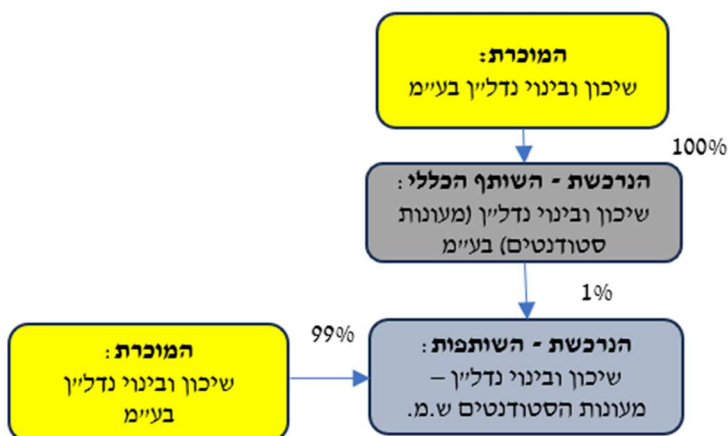 המוכרת:
שיכון ובינוי נדל״ן בע״מ
100%
הנרכשת - השותף הכללי:
שיכון ובינוי נדל״ן (מעונות
סטודנטים) בע״מ
1%
99%
הנרכשת - השותפות:
שיכון ובינוי נדל״ן –
מעונות הסטודנטים ש.מ.
המוכרת:
שיכון ובינוי נדל״ן
בע״מ